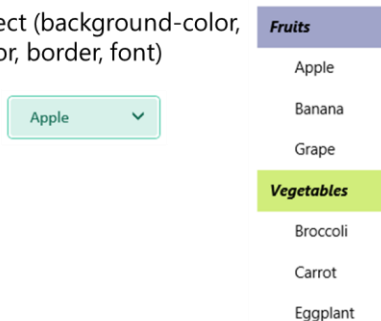 ect (background-color,
or, border, font)
Apple
Fruits
Apple
Banana
Grape
Vegetables
Broccoli
Carrot
Eggplant